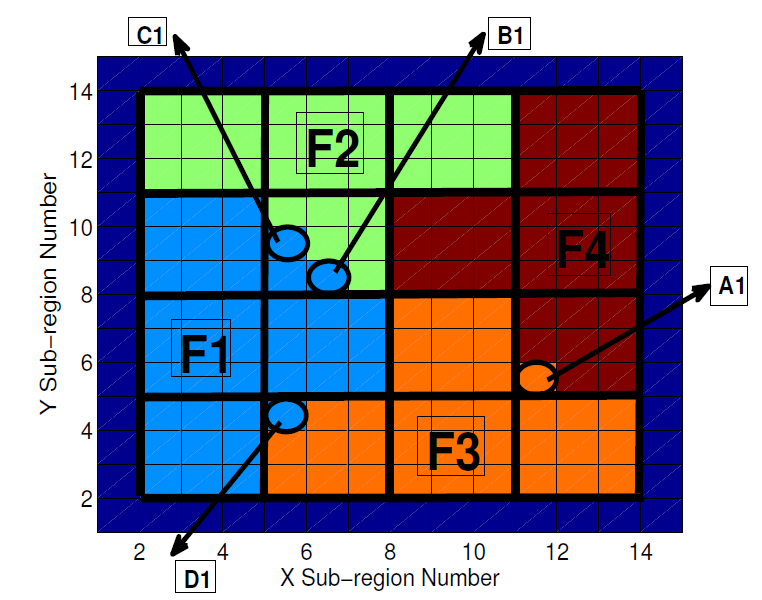 C1
B1
14
12
10
8
6
4
2
Y Sub-region Number
F2
F4
A1
F1
F3
2 4 6 8 10 12 14
X Sub-region Number
D1